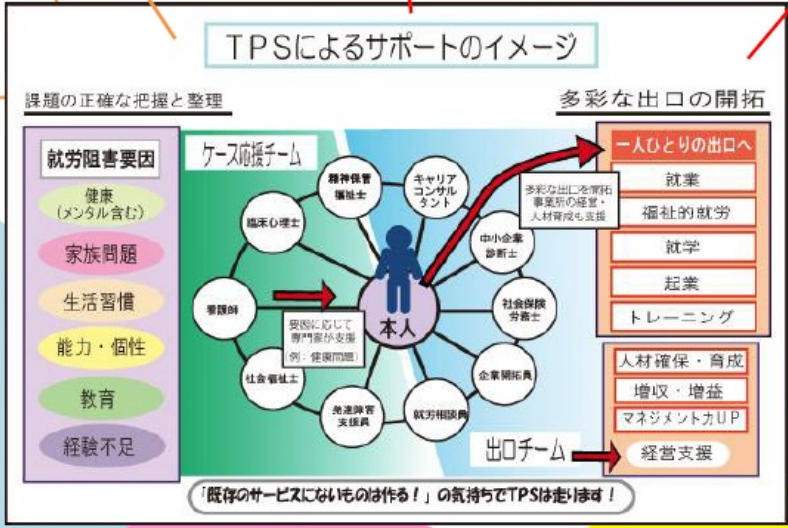 TPSによるサポートのイメージ
課題の正確な把握と整理
多彩な出口の開拓
就労阻害要因
健康
(メンタル含む)
家族問題
生活習慣
能力・個性
教育
経験不足
ケース応援チーム
精神保健
福祉士
キャリア
コンサル
タント
臨床心理士
中小企業
診断士
看護師
社会保険
労務士
社会福祉士
企業開拓員
発達障害
支援員
就労相談員
本人
要因に応じて
専門家が支援
(例：健康問題)
多彩な出口を開拓
事業所の経営・
人材育成も支援
出口チーム
一人ひとりの出口へ
就業
福祉的就労
就学
起業
トレーニング
人材確保・育成
増収・増益
マネジメント力UP
経営支援
「既存のサービスにないものは作る！」の気持ちでTPSは走ります！